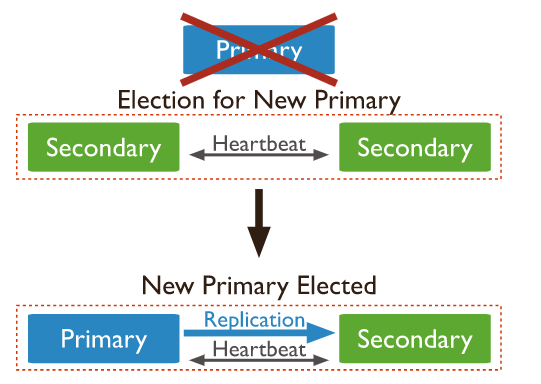 Primary
Election for New Primary
Secondary
Heartbeat
Secondary
New Primary Elected
Primary
Replication
Heartbeat
Secondary